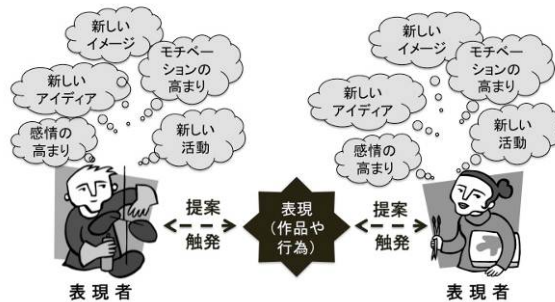 新しい
イメージ
モチベー
ションの
高まり
新しい
アイディア
感情の
高まり
新しい
活動
新しい
イメージ
モチベー
ションの
高まり
新しい
アイディア
感情の
高まり
新しい
活動
提案
触発
表現
（作品や
行為）
提案
触発
表現者
表現者